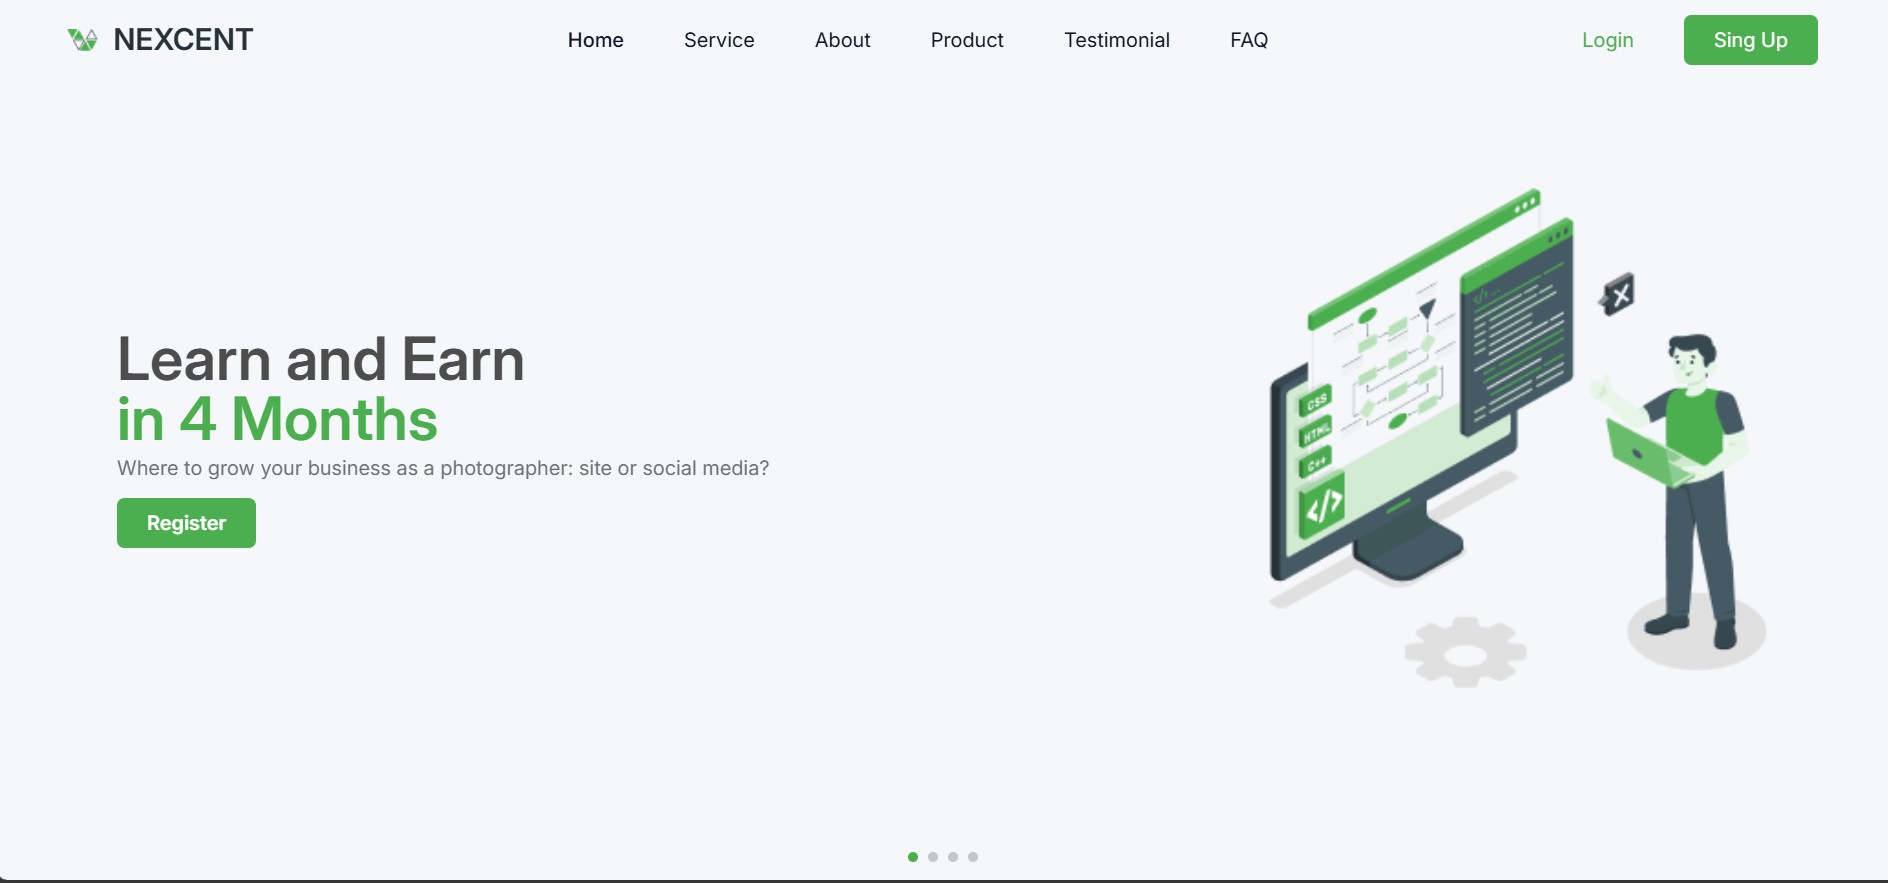 NEXCENT
Home Service About Product Testimonial FAQ
Login
Sing Up
Learn and Earn
in 4 Months
Where to grow your business as a photographer: site or social media?
Register
CSS
HTML
C++
</>